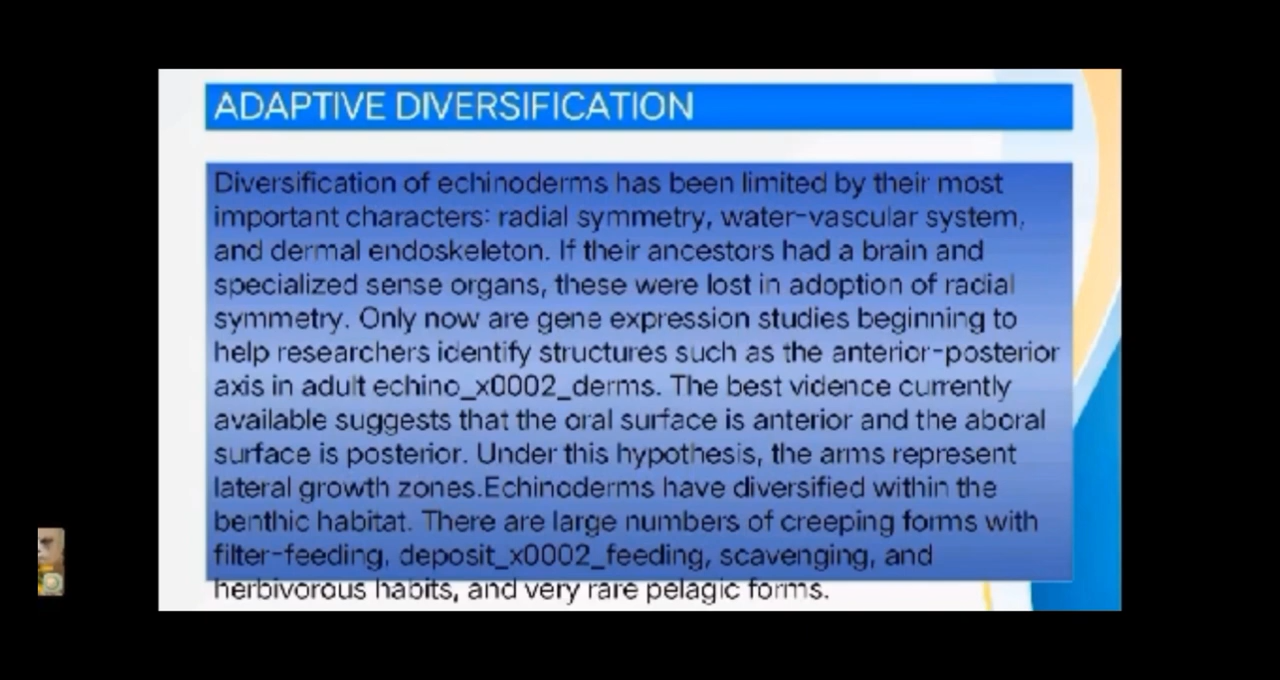 ADAPTIVE DIVERSIFICATION
Diversification of echinoderms has been limited by their most
important characters: radial symmetry, water-vascular system,
and dermal endoskeleton. If their ancestors had a brain and
specialized sense organs, these were lost in adoption of radial
symmetry. Only now are gene expression studies beginning to
help researchers identify structures such as the anterior-posterior
axis in adult echino_x0002_derms. The best vidence currently
available suggests that the oral surface is anterior and the aboral
surface is posterior. Under this hypothesis, the arms represent
lateral growth zones.Echinoderms have diversified within the
benthic habitat. There are large numbers of creeping forms with
filter-feeding, deposit_x0002_feeding, scavenging, and
herbivorous habits, and very rare pelagic forms.